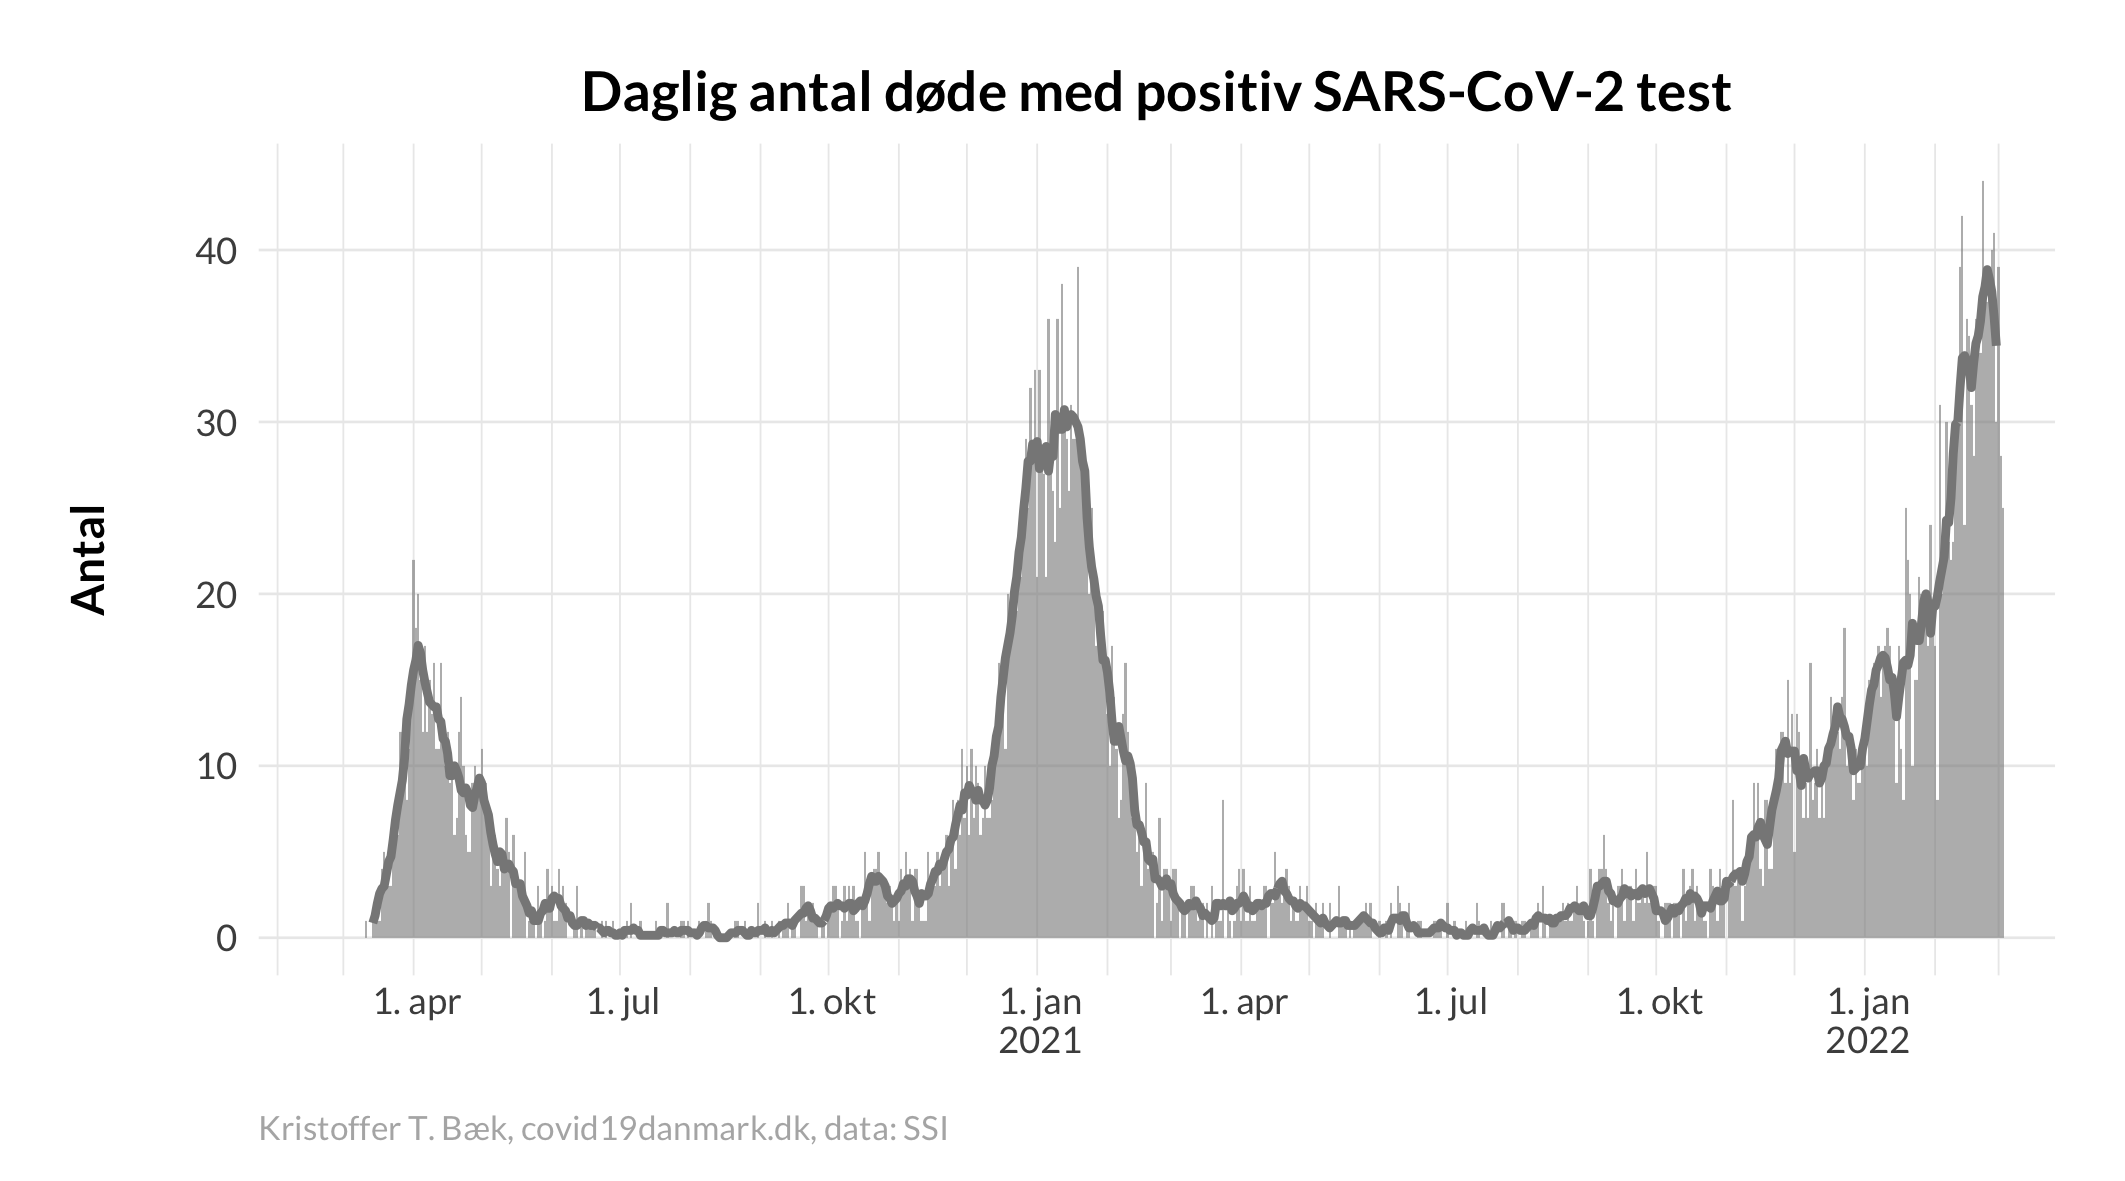 Daglig antal døde med positiv SARS-CoV-2 test
Antal
40
30
20
10
0
1. apr
1. jul
1. okt
1. jan
2021
1. apr
1. jul
1. okt
1. jan
2022
Kristoffer T. Bæk, covid19danmark.dk, data: SSI